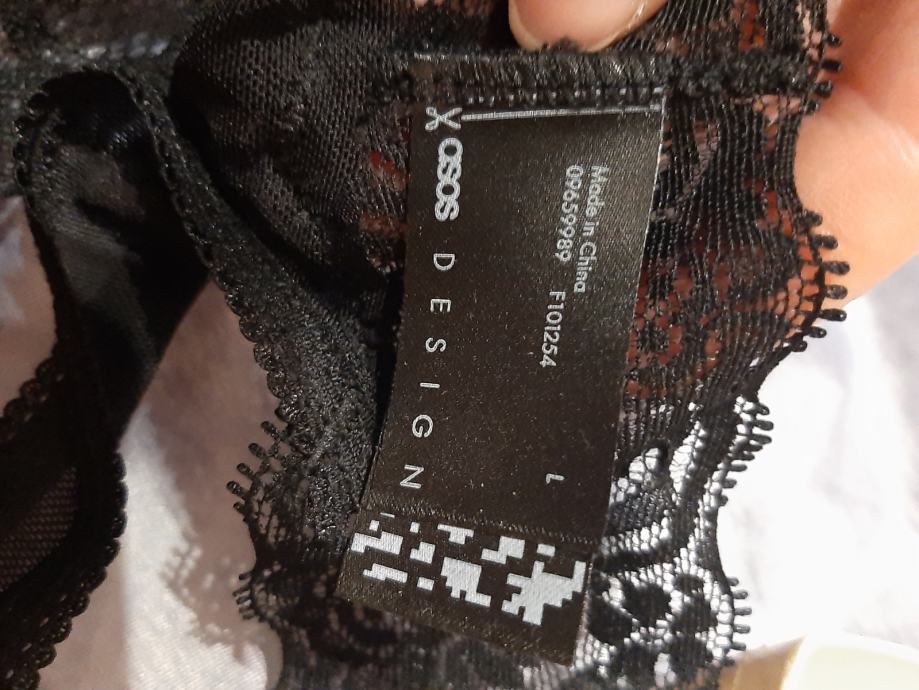 asos DESIGN
L
Made in China
09659989 F101254